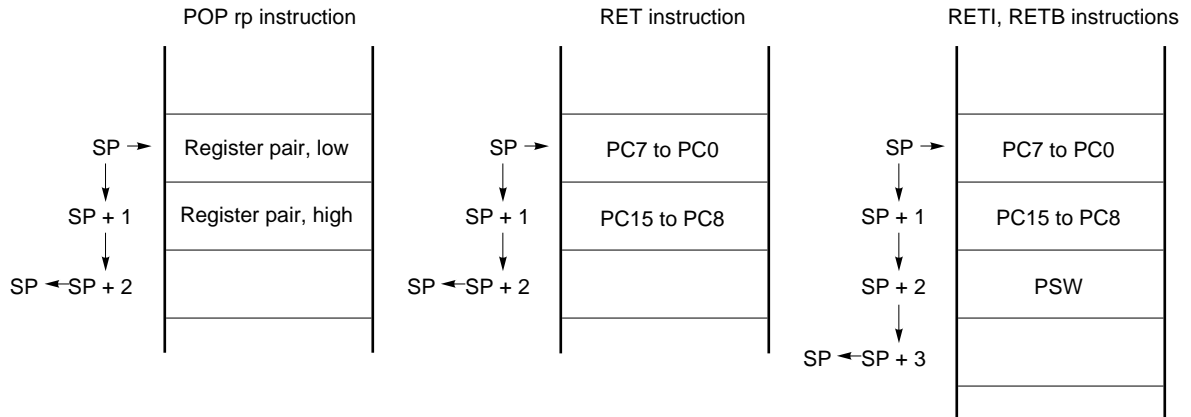 POP rp instruction
SP
Register pair, low
SP + 1
Register pair, high
SP
SP + 2
RET instruction
SP
PC7 to PC0
SP + 1
PC15 to PC8
SP
SP + 2
RETI, RETB instructions
SP
PC7 to PC0
SP + 1
PC15 to PC8
SP + 2
PSW
SP
SP + 3